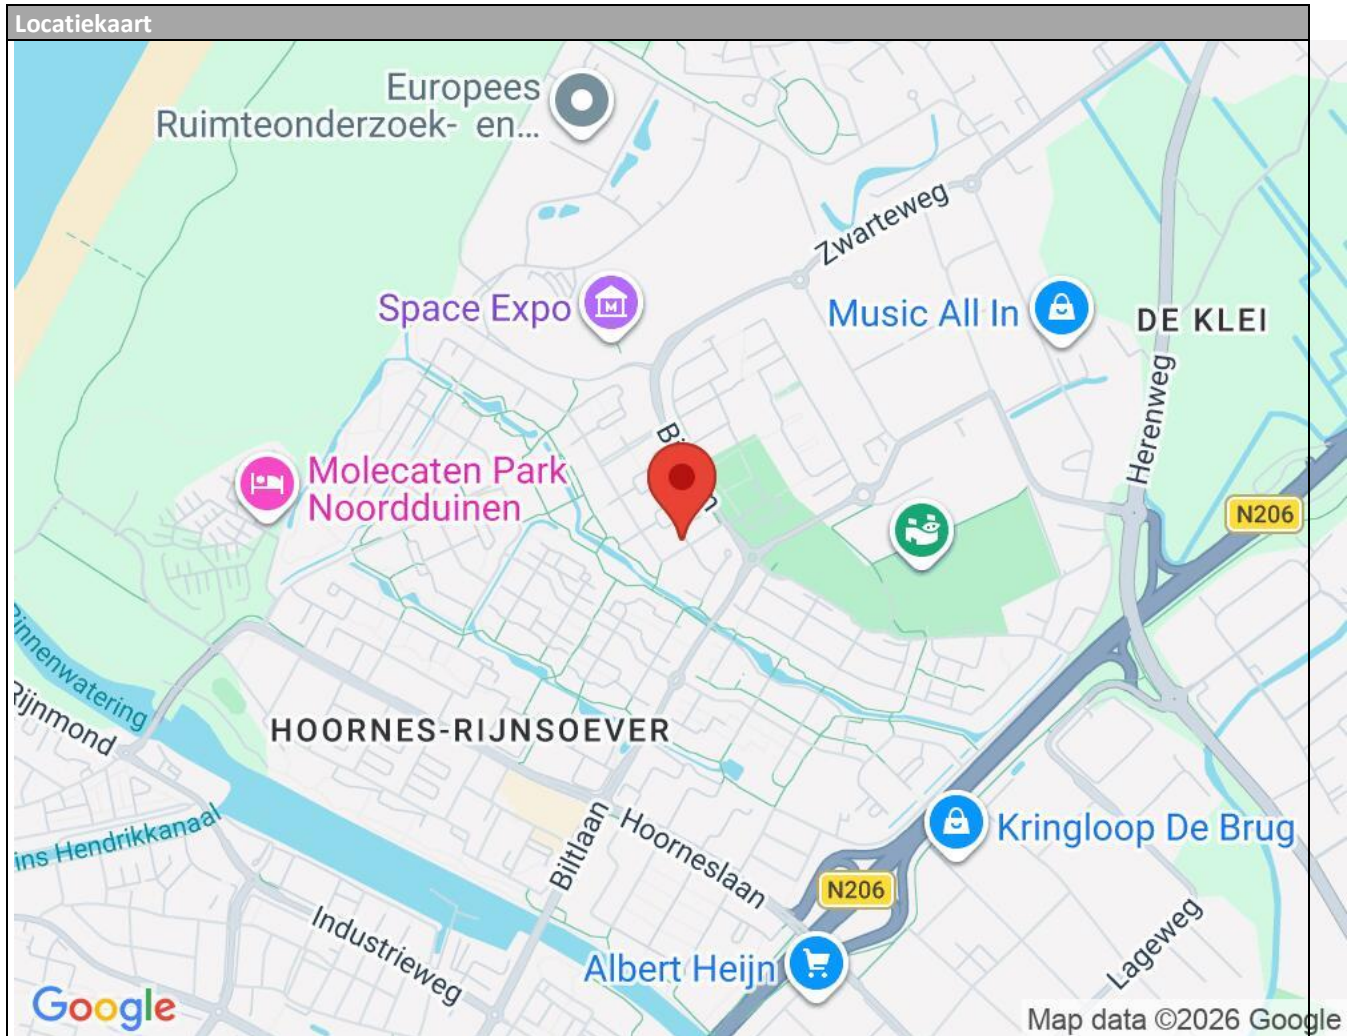 Locatiekaart
Europees
Ruimteonderzoek- en...
Zwarteweg
Space Expo
Music All In
DE KLEI
Herenweg
Molecaten Park
Noordduinen
N206
Binnenwatering
Rijnmond
HOORNES-RIJNSOEVER
ins Hendrikkanaal
Biltlaan
Hoorneslaan
Kringloop De Brug
N206
Industrieweg
Albert Heijn
Lageweg
Google
Map data ©2026 Google